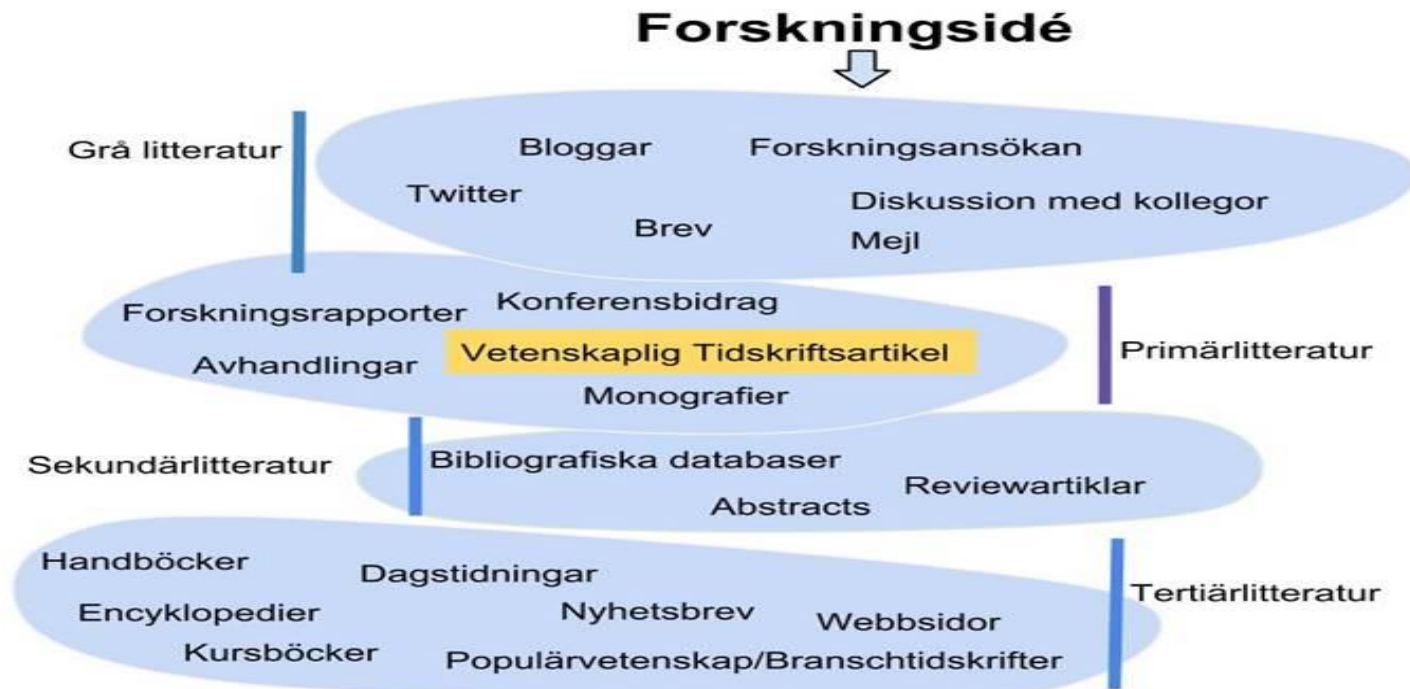 Forskningsidé
Grå litteratur
Bloggar
Forskningsansökan
Twitter
Diskussion med kollegor
Brev
Mejl
Forskningsrapporter
Konferensbidrag
Avhandlingar
Vetenskaplig Tidskriftsartikel
Primärlitteratur
Monografier
Sekundärlitteratur
Bibliografiska databaser
Reviewartiklar
Abstracts
Handböcker
Dagstidningar
Tertiärlitteratur
Encyklopedier
Nyhetsbrev
Webbsidor
Kursböcker
Populärvetenskap/Branschtidskrifter